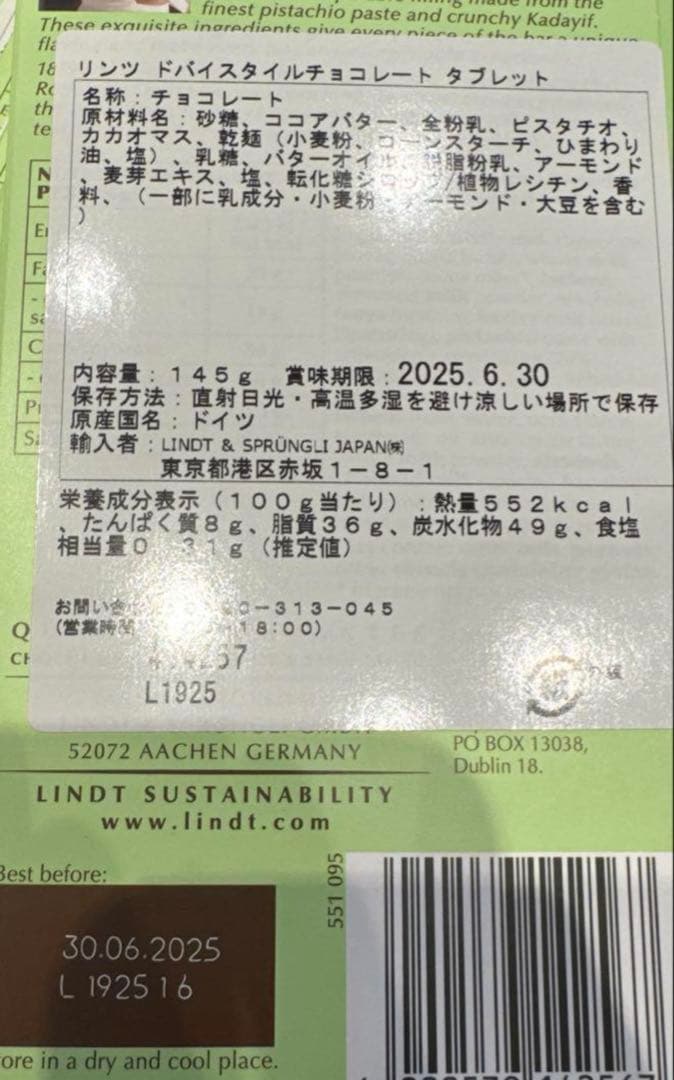 finest pistachio paste and crunchy Kadayif.
These exquisite ingredients give every piece of the bar a unique
リンツ ドバイスタイルチョコレート タブレット
名称：チョコレート
原材料名：砂糖、ココアバター、全粉乳、ピスタチオ、
カカオマス、乾麺（小麦粉、コーンスターチ、ひまわり
油、塩）、乳糖、バターオイル、脱脂粉乳、アーモンド
、麦芽エキス、塩、転化糖シロップ/植物レシチン、香
料、（一部に乳成分・小麦粉・アーモンド・大豆を含む
）
内容量：145g 賞味期限：2025.6.30
保存方法：直射日光・高温多湿を避け涼しい場所で保存
原産国名：ドイツ
輸入者：LINDT & SPRÜNGLI JAPAN㈱
東京都港区赤坂1－8－1
栄養成分表示（100g当たり）：熱量552kcal
、たんぱく質8g、脂質36g、炭水化物49g、食塩
相当量0.31g（推定値）
お問い合 －313－045
（営業時間 18:00）
L1925
紙
52072 AACHEN GERMANY
PO BOX 13038,
Dublin 18.
LINDT SUSTAINABILITY
www.lindt.com
Best before:
30.06.2025
L 1925 16
551 095
ore in a dry and cool place.